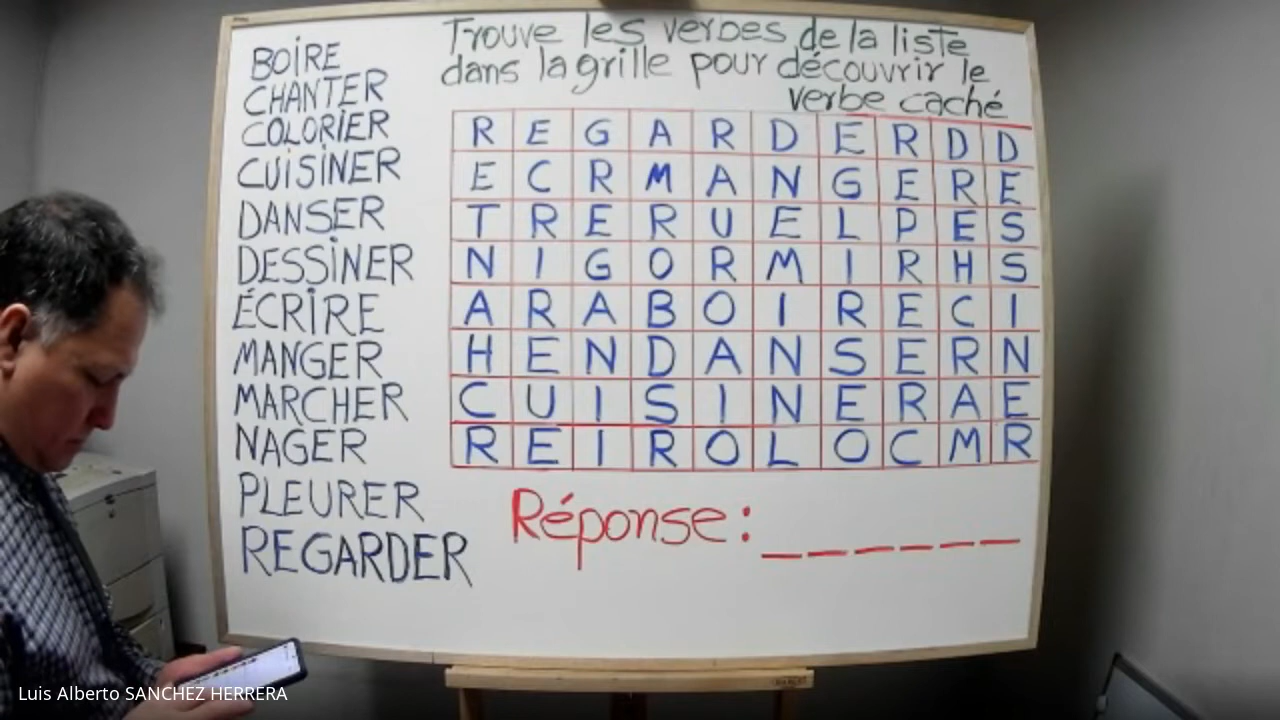 Trouve les verbes de la liste
dans la grille pour découvrir le
verbe caché
BOIRE
CHANTER
COLORIER
CUISINER
DANSER
DESSINER
ÉCRIRE
MANGER
MARCHER
NAGER
PLEURER
REGARDER
R E G A R D E R D D
E C R M A N G E R E
T R E R U E L P E S
N I G O R M I R H S
A R A B O I R E C I
H E N D A N S E R N
C U I S I N E R A E
R E I R O L O C M R
Réponse : _ _ _ _ _ _
Luis Alberto SANCHEZ HERRERA